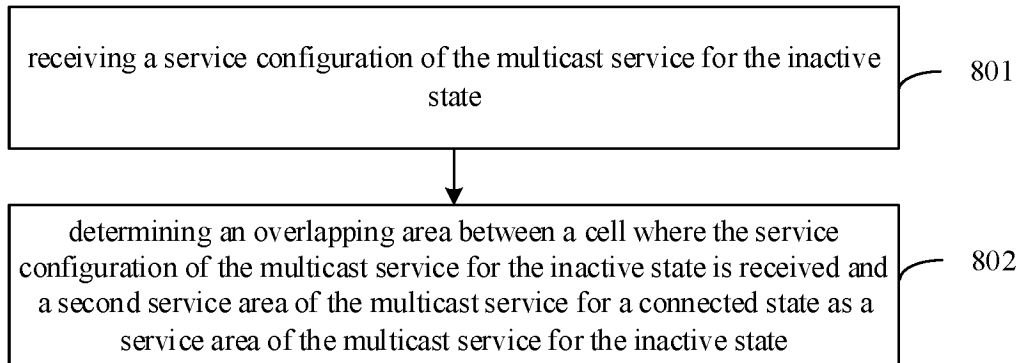 receiving a service configuration of the multicast service for the inactive
state
801
determining an overlapping area between a cell where the service
configuration of the multicast service for the inactive state is received and
a second service area of the multicast service for a connected state as a
service area of the multicast service for the inactive state
802